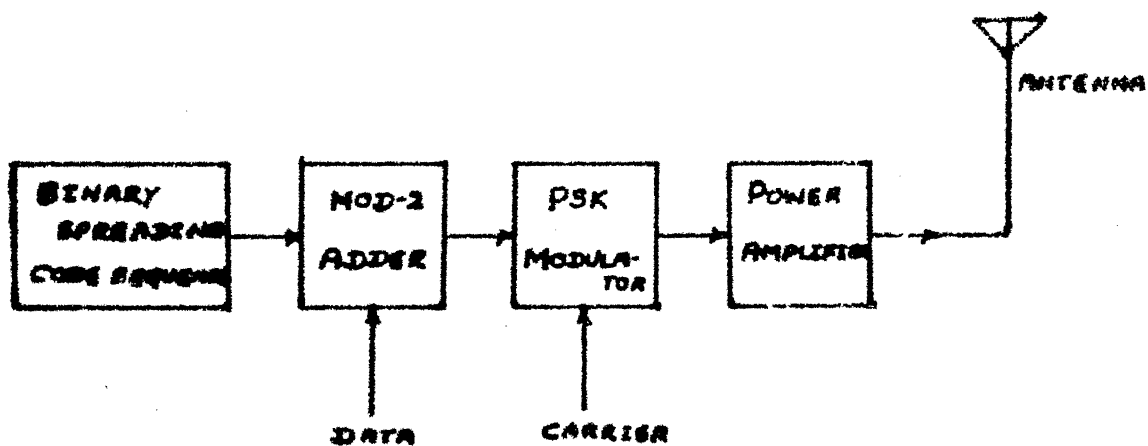 ANTENNA
BINARY
SPREADING
CODE SEQUENCE
MOD-2
ADDER
PSK
MODULA-
TOR
POWER
AMPLIFIER
DATA
CARRIER